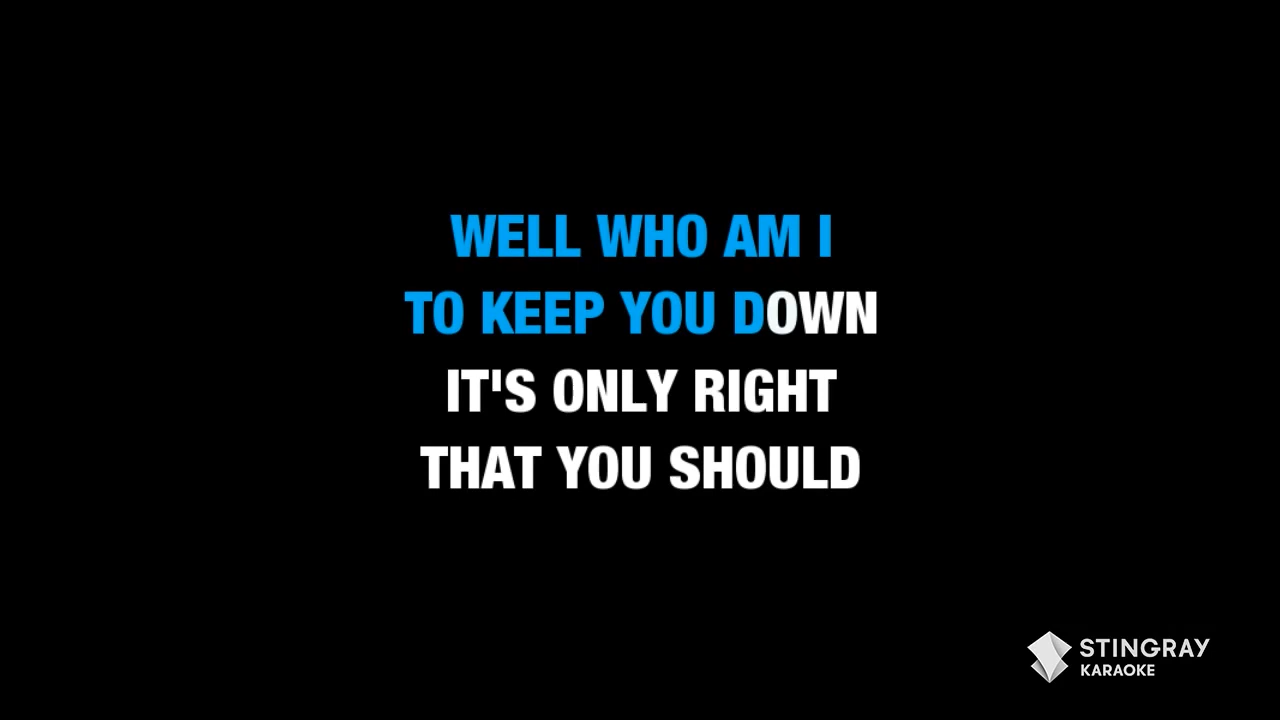 WELL WHO AM I
TO KEEP YOU DOWN
IT'S ONLY RIGHT
THAT YOU SHOULD
STINGRAY
KARAOKE